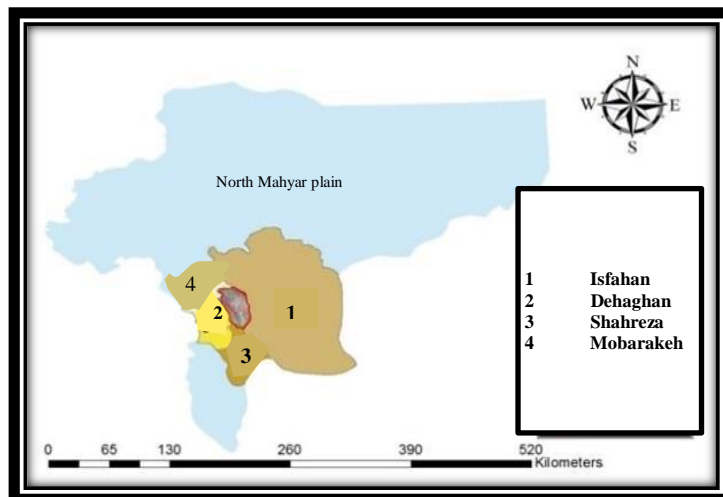 N
W E
S
North Mahyar plain
4
2
1
3
1 Isfahan
2 Dehaghan
3 Shahreza
4 Mobarakeh
0 65 130 260 390 520
Kilometers